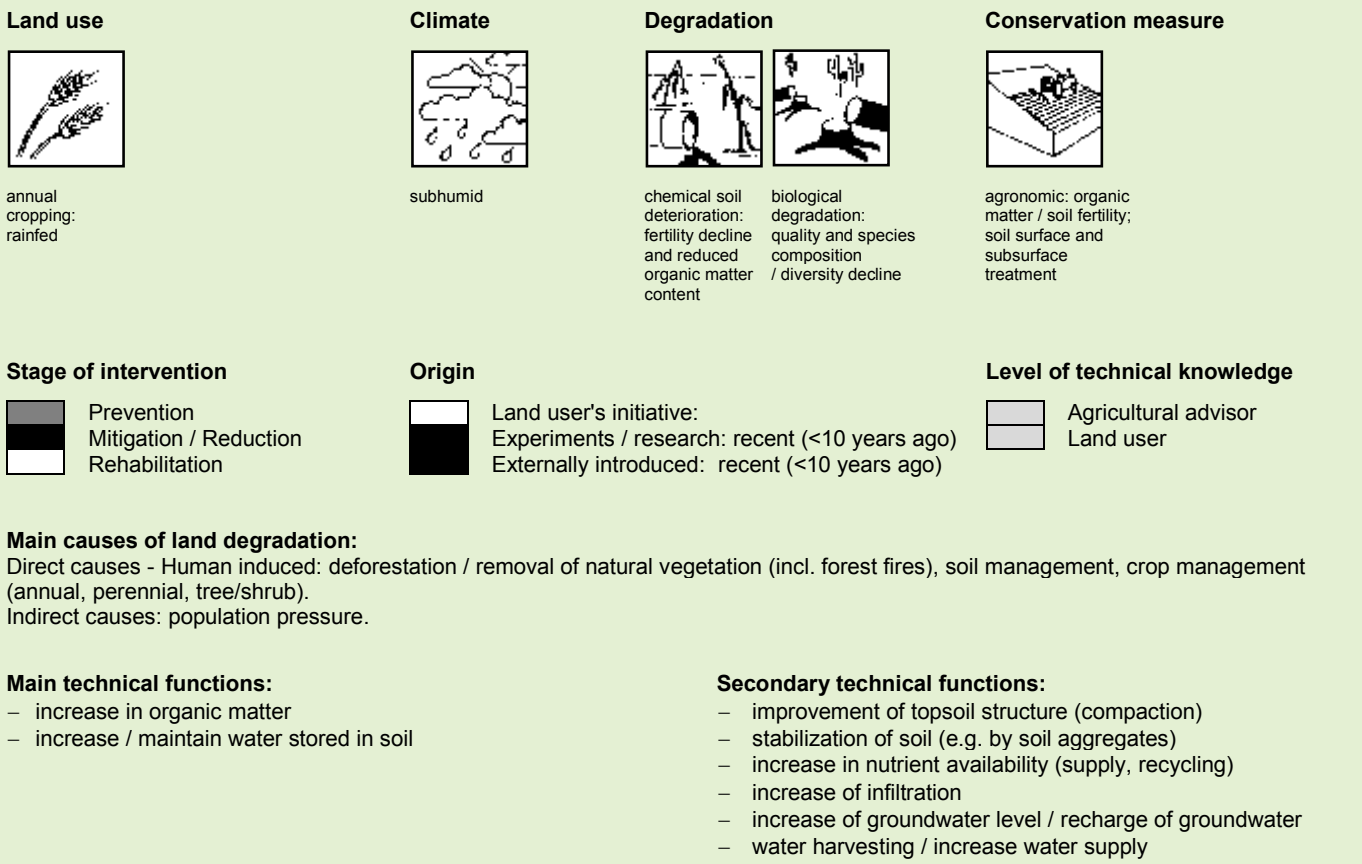 Land use
Climate
Degradation
Conservation measure
annual
cropping:
rainfed
subhumid
chemical soil
deterioration:
fertility decline
and reduced
organic matter
content
biological
degradation:
quality and species
composition
/ diversity decline
agronomic: organic
matter / soil fertility;
soil surface and
subsurface
treatment
Stage of intervention
Prevention
Mitigation / Reduction
Rehabilitation
Origin
Land user's initiative:
Experiments / research: recent (<10 years ago)
Externally introduced: recent (<10 years ago)
Level of technical knowledge
Agricultural advisor
Land user
Main causes of land degradation:
Direct causes - Human induced: deforestation / removal of natural vegetation (incl. forest fires), soil management, crop management
(annual, perennial, tree/shrub).
Indirect causes: population pressure.
Main technical functions:
– increase in organic matter
– increase / maintain water stored in soil
Secondary technical functions:
– improvement of topsoil structure (compaction)
– stabilization of soil (e.g. by soil aggregates)
– increase in nutrient availability (supply, recycling)
– increase of infiltration
– increase of groundwater level / recharge of groundwater
– water harvesting / increase water supply